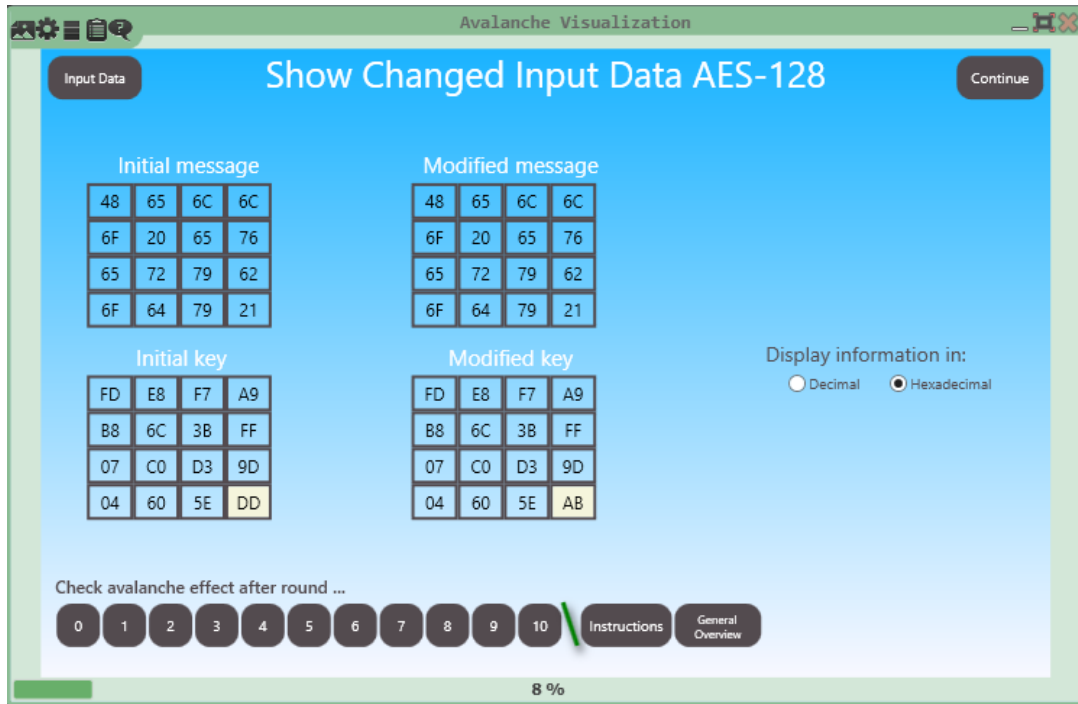 Avalanche Visualization
Input Data
Show Changed Input Data AES-128
Continue
Initial message
48 65 6C 6C
6F 20 65 76
65 72 79 62
6F 64 79 21
Modified message
48 65 6C 6C
6F 20 65 76
65 72 79 62
6F 64 79 21
Initial key
FD E8 F7 A9
B8 6C 3B FF
07 C0 D3 9D
04 60 5E DD
Modified key
FD E8 F7 A9
B8 6C 3B FF
07 C0 D3 9D
04 60 5E AB
Display information in:
Decimal Hexadecimal
Check avalanche effect after round ...
0 1 2 3 4 5 6 7 8 9 10 Instructions General
Overview
8 %